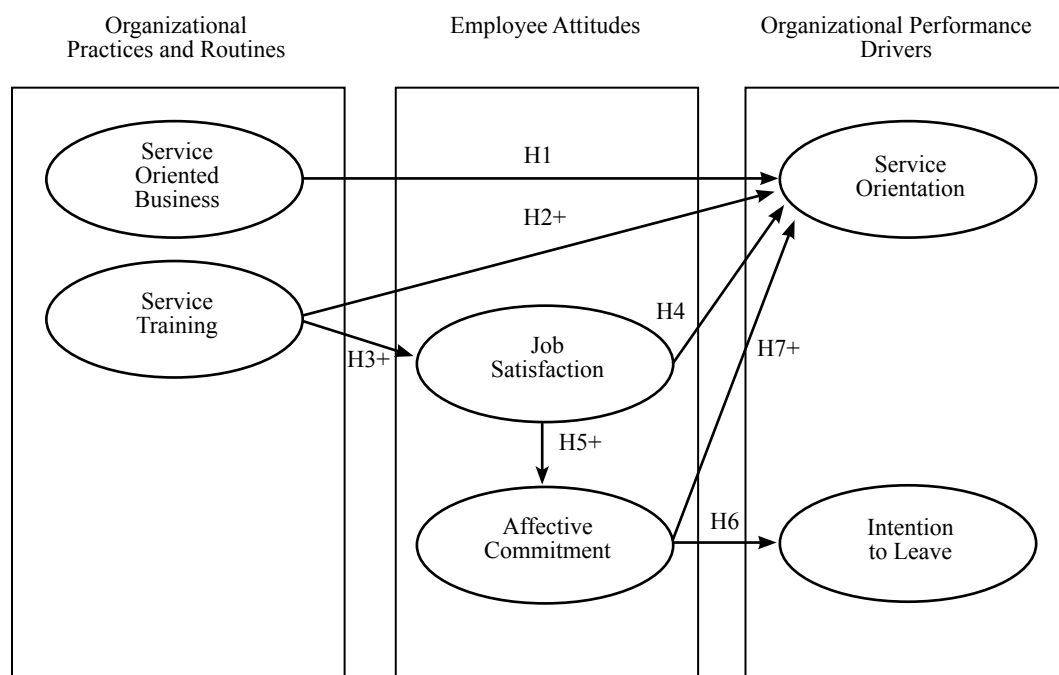 Organizational
Practices and Routines
Employee Attitudes
Organizational Performance
Drivers
Service
Oriented
Business
H1
Service
Orientation
H2+
Service
Training
H3+
Job
Satisfaction
H4
H7+
H5+
Affective
Commitment
H6
Intention
to Leave